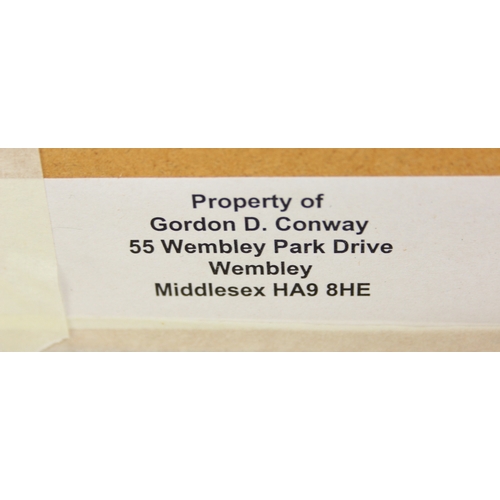 Property of
Gordon D. Conway
55 Wembley Park Drive
Wembley
Middlesex HA9 8HE